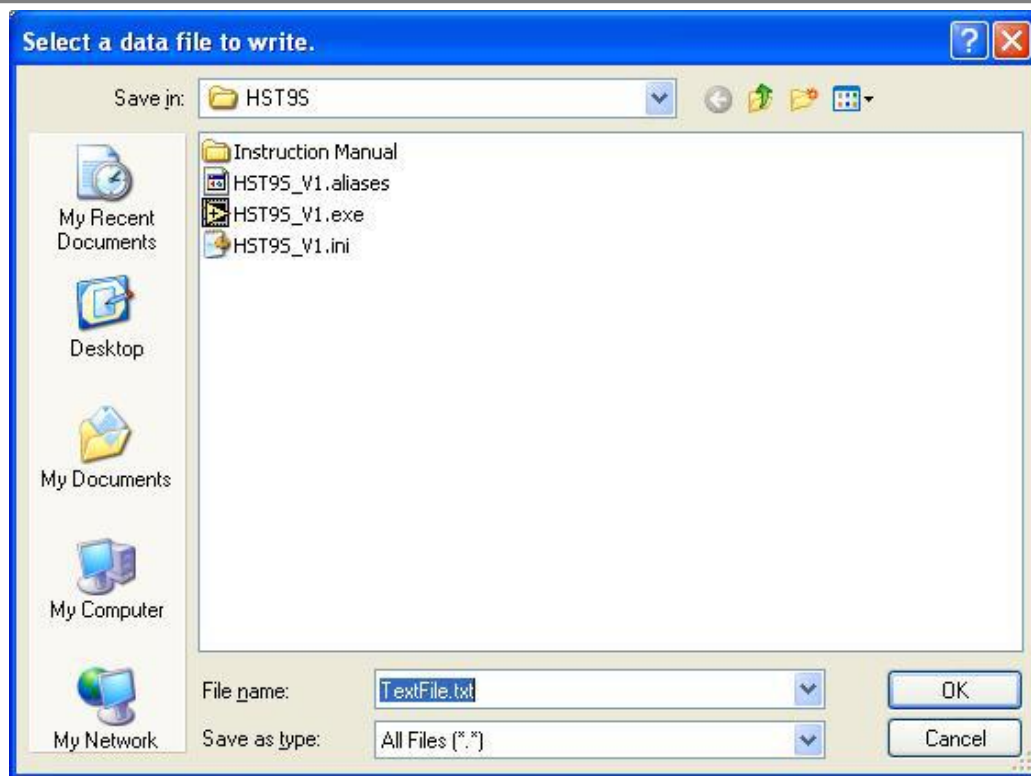 Select a data file to write.
Save in: HST9S
Instruction Manual
HST9S_V1.aliases
HST9S_V1.exe
HST9S_V1.ini
My Recent
Documents
Desktop
My Documents
My Computer
My Network
File name: TextFile.txt OK
Save as type: All Files (*.*) Cancel